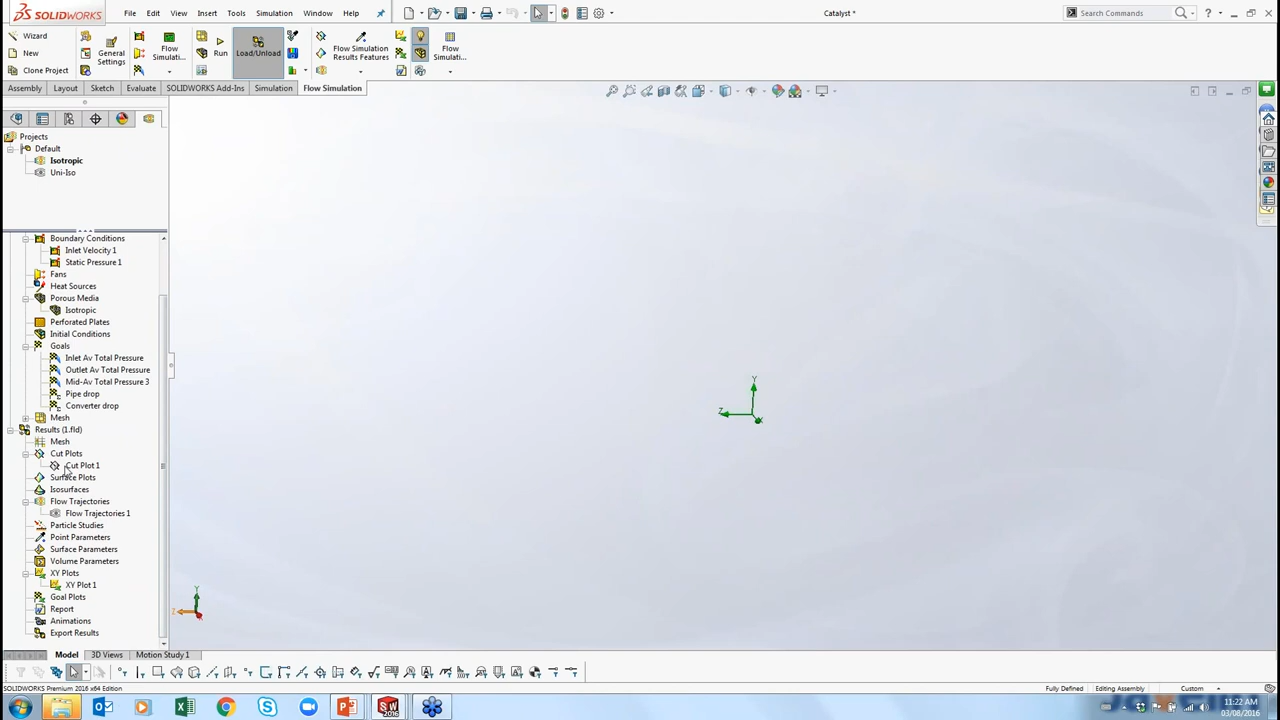 SOLIDWORKS
File
Edit
View
Insert
Tools
Simulation
Window
Help
Catalyst *
Search Commands
Wizard
New
Clone Project
General
Settings
Flow
Simulati...
Run
Load/Unload
Flow Simulation
Results Features
Flow
Simulati...
Assembly
Layout
Sketch
Evaluate
SOLIDWORKS Add-Ins
Simulation
Flow Simulation
Projects
Default
Isotropic
Uni-Iso
Boundary Conditions
Inlet Velocity 1
Static Pressure 1
Fans
Heat Sources
Porous Media
Isotropic
Perforated Plates
Initial Conditions
Goals
Inlet Av Total Pressure
Outlet Av Total Pressure
Mid-Av Total Pressure 3
Pipe drop
Converter drop
Mesh
Results (1.fld)
Mesh
Cut Plots
Cut Plot 1
Surface Plots
Isosurfaces
Flow Trajectories
Flow Trajectories 1
Particle Studies
Point Parameters
Surface Parameters
Volume Parameters
XY Plots
XY Plot 1
Goal Plots
Report
Animations
Export Results
Y
Z
X
Y
Z
Model
3D Views
Motion Study 1
SOLIDWORKS Premium 2016 x64 Edition
Fully Defined
Editing Assembly
Custom
11:22 AM
03/08/2016